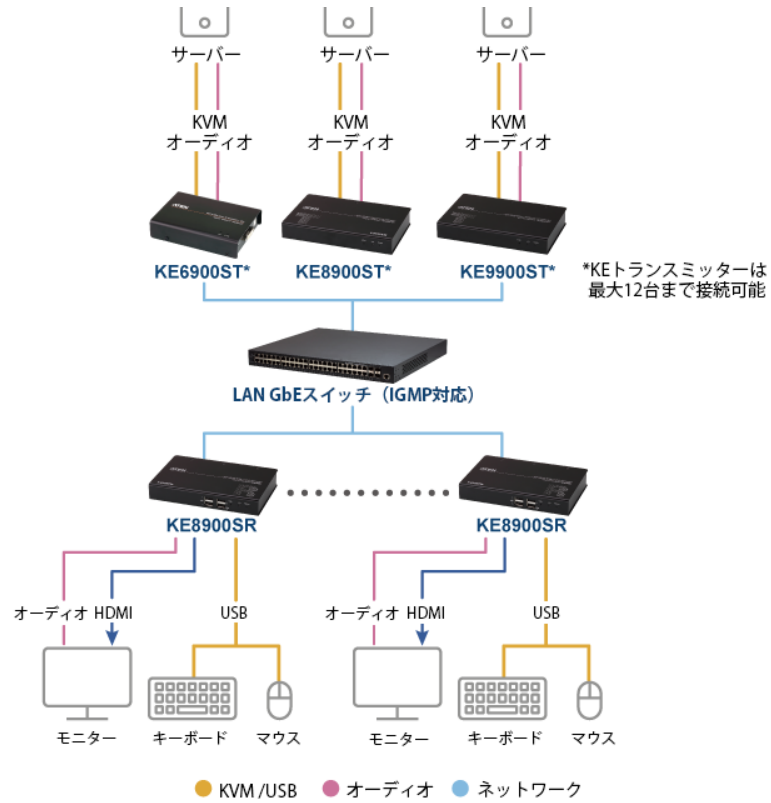 サーバー サーバー サーバー
KVM KVM KVM
オーディオ オーディオ オーディオ
KE6900ST* KE8900ST* KE9900ST*
*KEトランスミッターは
最大12台まで接続可能
LAN GbEスイッチ（IGMP対応）
KE8900SR KE8900SR
オーディオ HDMI USB オーディオ HDMI USB
モニター キーボード マウス モニター キーボード マウス
KVM /USB オーディオ ネットワーク